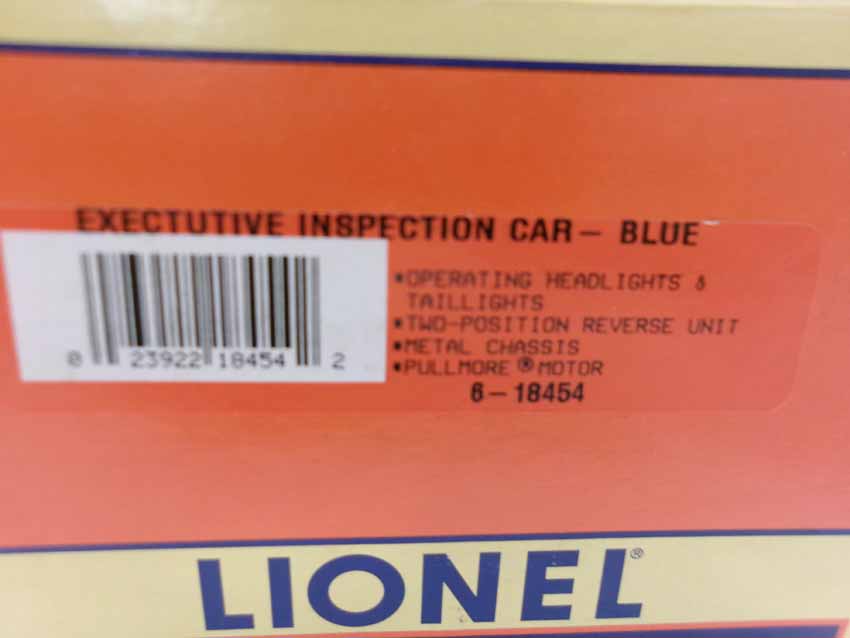 EXECTUTIVE INSPECTION CAR – BLUE
*OPERATING HEADLIGHTS &
TAILLIGHTS
*TWO-POSITION REVERSE UNIT
*METAL CHASSIS
*PULLMORE ® MOTOR
6-18454
0 23922 18454 2
LIONEL®